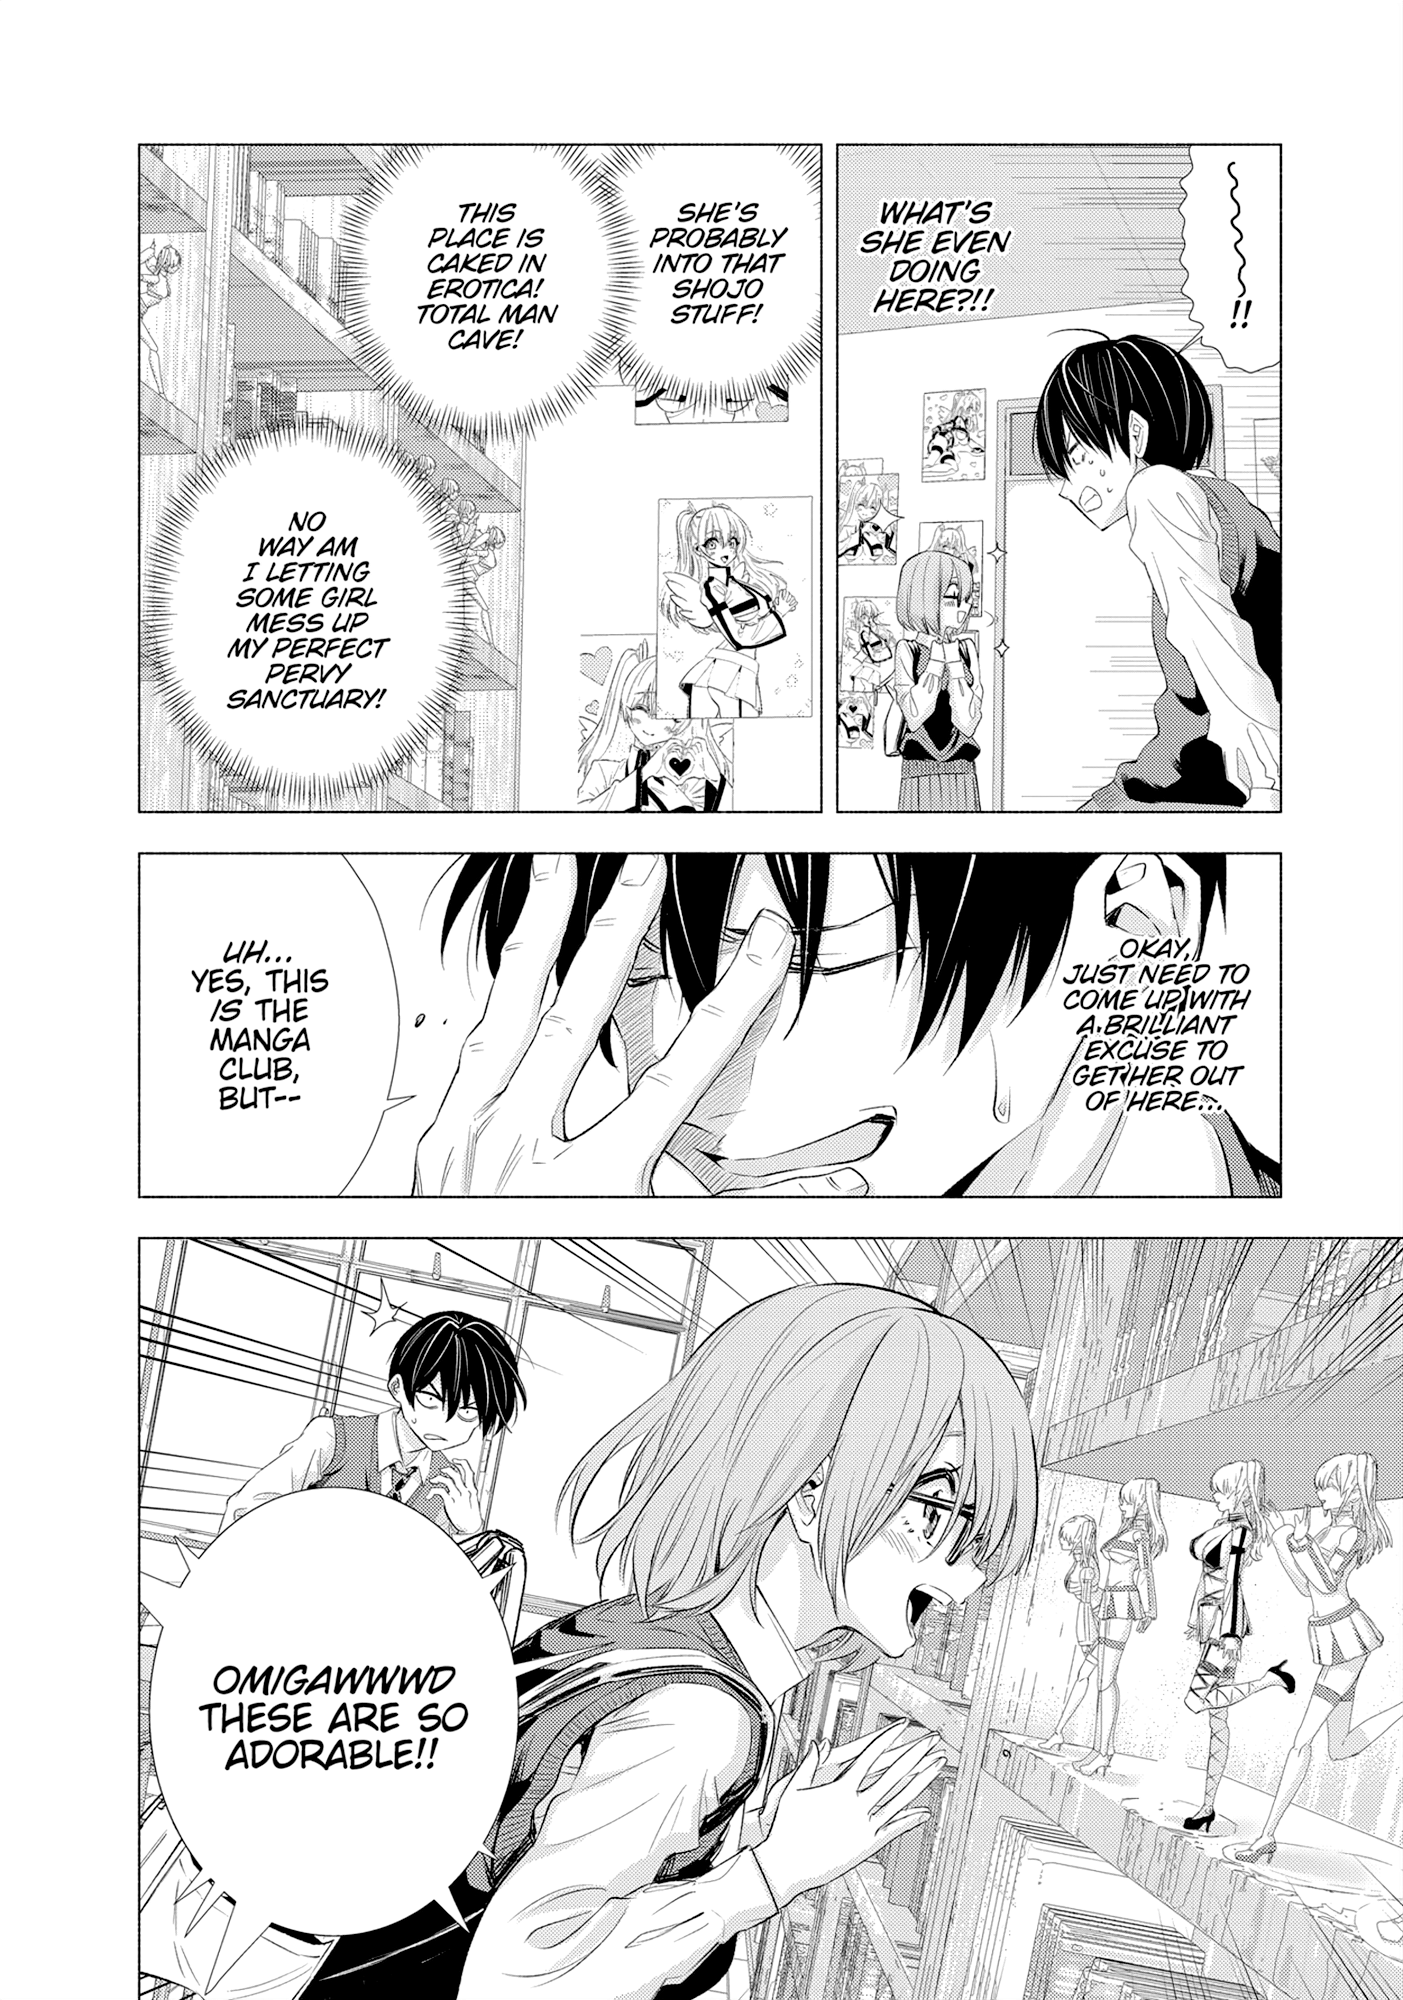 !!
WHAT'S
SHE EVEN
DOING
HERE?!!
SHE'S
PROBABLY
INTO THAT
SHOJO
STUFF!
THIS
PLACE IS
CAKED IN
EROTICA!
TOTAL MAN
CAVE!
NO
WAY AM
I LETTING
SOME GIRL
MESS UP
MY PERFECT
PERVY
SANCTUARY!
OKAY,
JUST NEED TO
COME UP WITH
A BRILLIANT
EXCUSE TO
GET HER OUT
OF HERE...
UH...
YES, THIS
IS THE
MANGA
CLUB,
BUT--
OMIGAWWWD
THESE ARE SO
ADORABLE!!